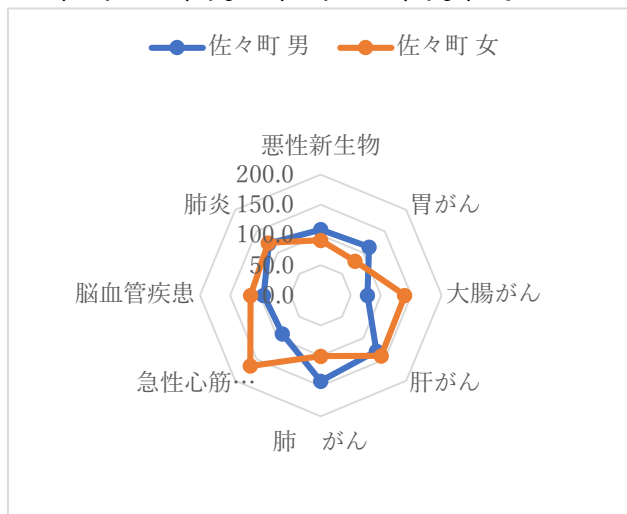 佐々町 男 佐々町 女
悪性新生物
200.0
150.0
100.0
50.0
0.0
胃がん
大腸がん
肝がん
肺　がん
急性心筋…
脳血管疾患
肺炎